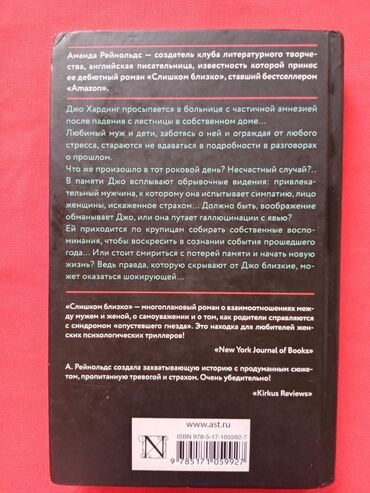 Аманда Рейнольдс — создатель клуба литературного творче-
ства, английская писательница, известность которой принес
ее дебютный роман «Слишком близко», ставший бестселлером
«Amazon».
Джо Хардинг просыпается в больнице с частичной амнезией
после падения с лестницы в собственном доме...
Любимый муж и дети, заботясь о ней и ограждая от любого
стресса, стараются не вдаваться в подробности в разговорах
о прошлом.
Что же произошло в тот роковой день? Несчастный случай?..
В памяти Джо всплывают обрывочные видения: привлека-
тельный мужчина, к которому она испытывает симпатию, лицо
женщины, искаженное страхом... Должно быть, воображение
обманывает Джо, или она путает галлюцинации с явью?
Ей приходится по крупицам собирать собственные воспо-
минания, чтобы воскресить в сознании события прошедшего
года... Или стоит смириться с потерей памяти и начать новую
жизнь? Ведь правда, которую скрывают от Джо близкие, мо-
жет оказаться шокирующей...
«Слишком близко» — многоплановый роман о взаимоотношениях меж-
ду мужем и женой, о самоуважении и о том, как родители справляются
с синдромом «опустевшего гнезда». Это находка для любителей жен-
ских психологических триллеров!
«New York Journal of Books»
А. Рейнольдс создала захватывающую историю с продуманным сюже-
том, пропитанную тревогой и страхом. Очень убедительно!
«Kirkus Reviews»
www.ast.ru
ISBN 978-5-17-105992-7
N
9 785171 059927